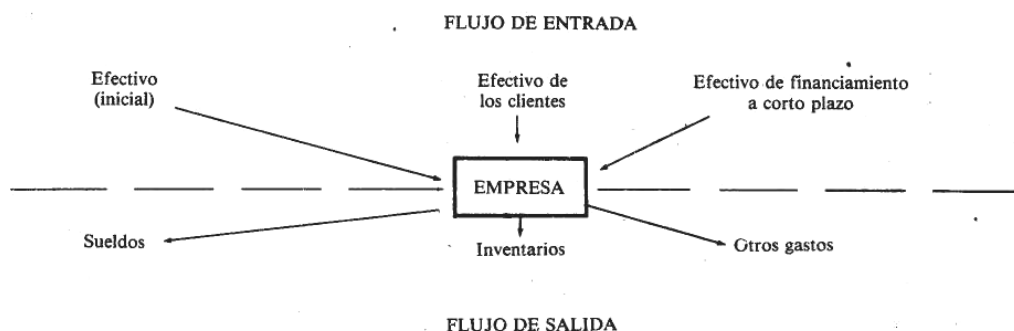 FLUJO DE ENTRADA
Efectivo
(inicial)
Efectivo de
los clientes
Efectivo de financiamiento
a corto plazo
EMPRESA
Sueldos
Inventarios
Otros gastos
FLUJO DE SALIDA